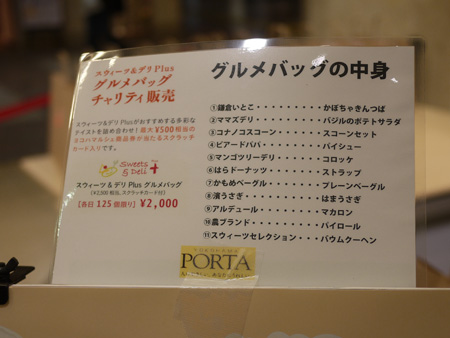 スウィーツ&デリPlus
グルメバッグ
チャリティ販売
スウィーツ&デリ Plusがおすすめする多彩な
テイストを詰め合わせ！最大￥500相当の
ヨコハマグルメ商品券が当たるスクラッチ
カード入りです。
Sweets
& Deli
スウィーツ & デリ Plus グルメバッグ
(￥2,500 相当、スクラッチカード付)
[各日 125個限り] ￥2,000
グルメバッグの中身
①鎌倉いとこ・・・・・・・・かぼちゃきんつば
②ママズデリ・・・・・・・・バジルのポテトサラダ
③コナノコスコーン・・・・・スコーンセット
④ビアードパパ・・・・・・・パイシュー
⑤マンゴツリーデリ・・・・・コロッケ
⑥はらドーナッツ・・・・・・ストラップ
⑦かもめベーグル・・・・・・プレーンベーグル
⑧濱うさぎ・・・・・・・・・はまうさぎ
⑨アルデュール・・・・・・・マカロン
⑩農ブランド・・・・・・・・パイロール
⑪スウィーツセレクション・・・・バウムクーヘン
YOKOHAMA
PORTA